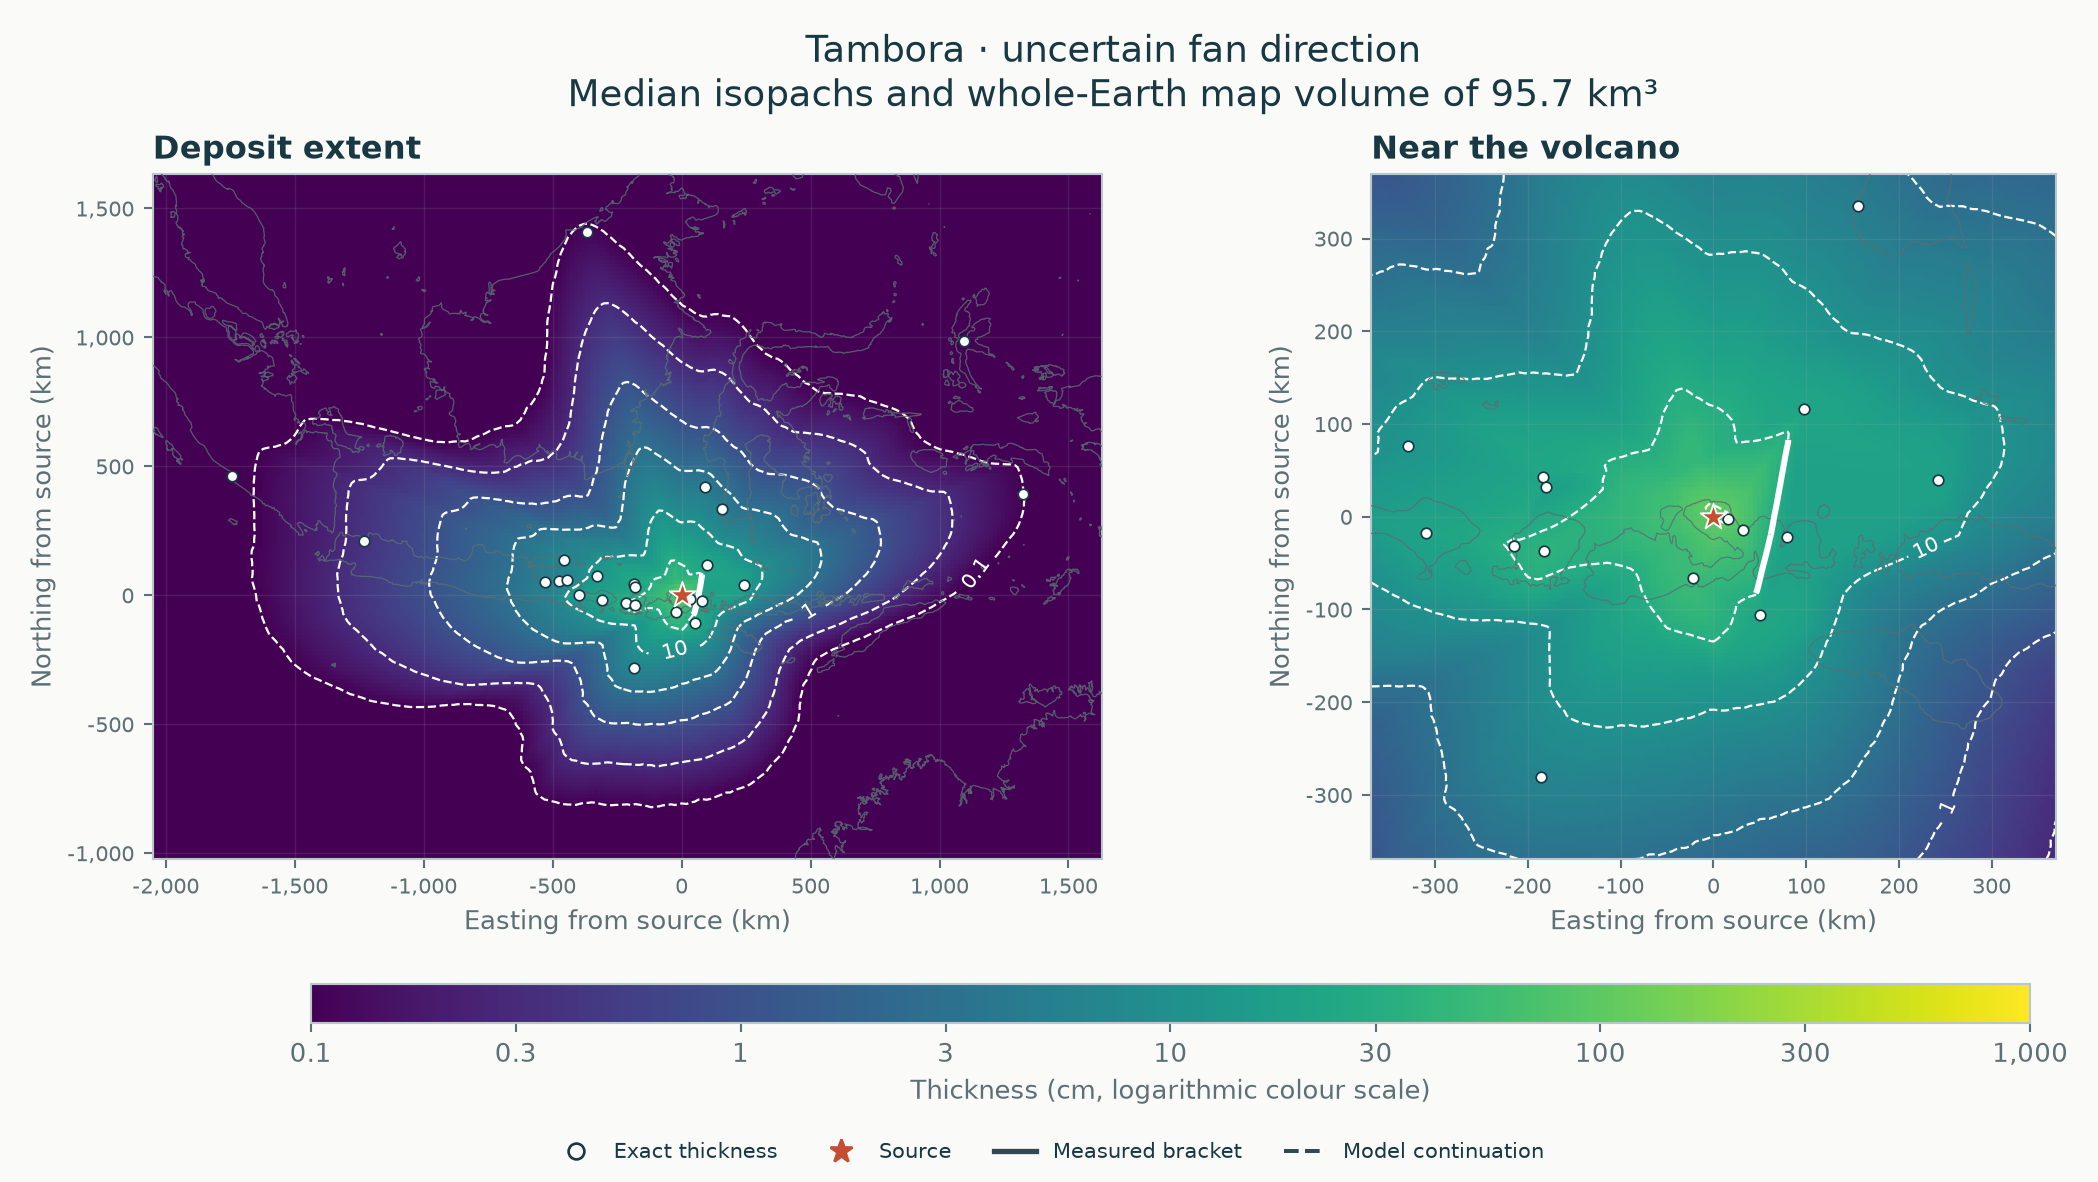 Tambora · uncertain fan direction
Median isopachs and whole-Earth map volume of 95.7 km³
Deposit extent
1,500
1,000
500
0
-500
-1,000
Northing from source (km)
0.1
1
10
-2,000 -1,500 -1,000 -500 0 500 1,000 1,500
Easting from source (km)
Near the volcano
300
200
100
0
-100
-200
-300
Northing from source (km)
10
1
-300 -200 -100 0 100 200 300
Easting from source (km)
0.1 0.3 1 3 10 30 100 300 1,000
Thickness (cm, logarithmic colour scale)
Exact thickness Source Measured bracket Model continuation